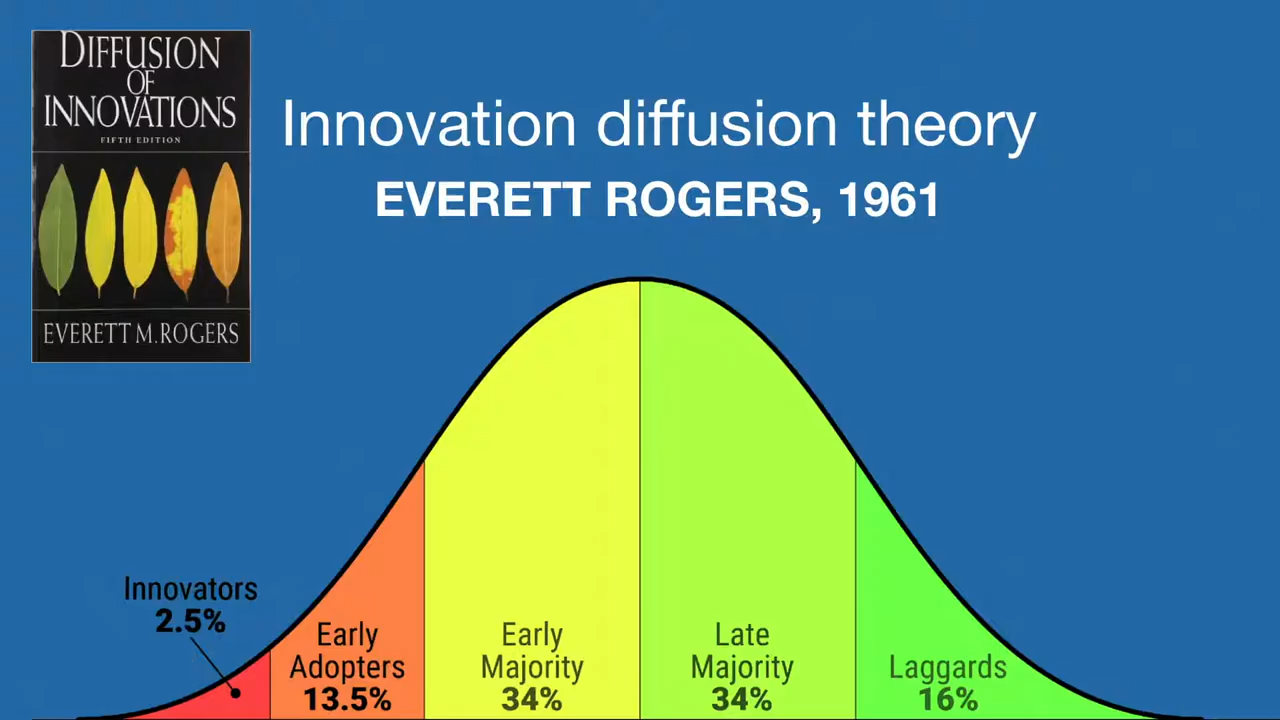 DIFFUSION
OF
INNOVATIONS
FIFTH EDITION
EVERETT M. ROGERS
Innovation diffusion theory
EVERETT ROGERS, 1961
Innovators
2.5%
Early
Adopters
13.5%
Early
Majority
34%
Late
Majority
34%
Laggards
16%